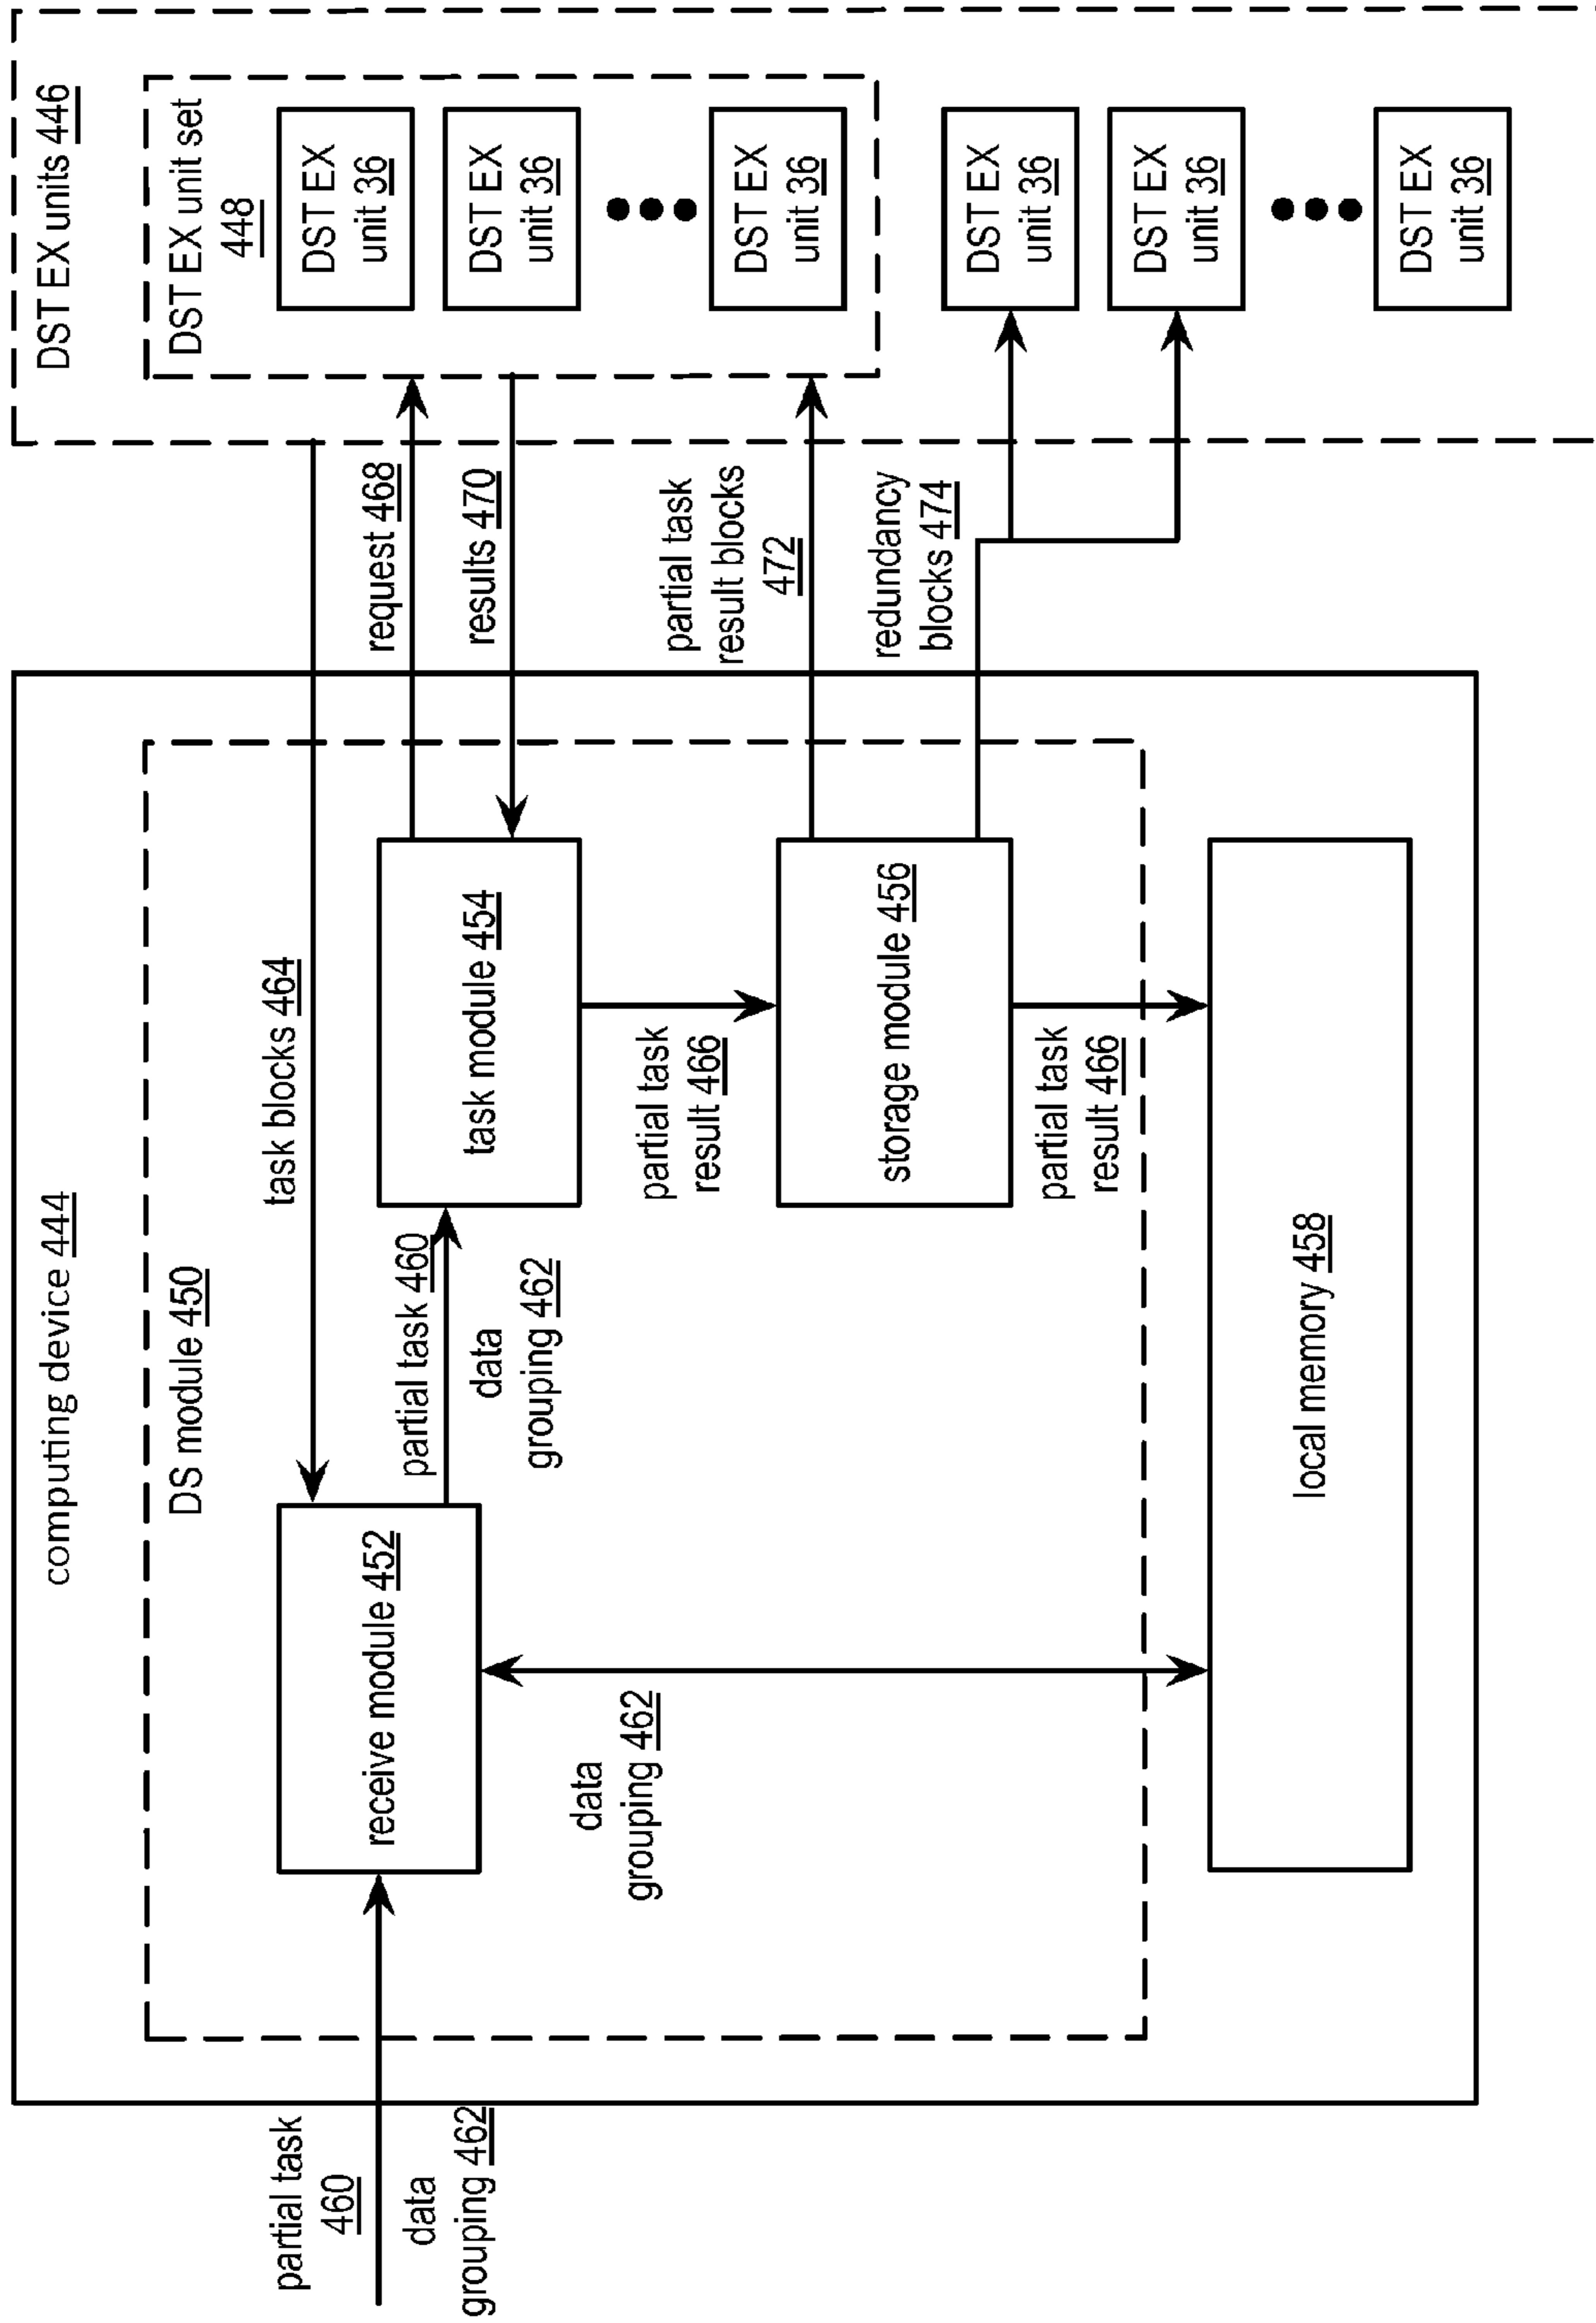 computing device 444
DS module 450
partial task
460
data
grouping 462
receive module 452
data
grouping 462
partial task 460
data
grouping 462
task blocks 464
task module 454
partial task
result 466
storage module 456
partial task
result 466
local memory 458
request 468
results 470
partial task
result blocks
472
redundancy
blocks 474
DST EX units 446
DST EX unit set
448
DST EX
unit 36
DST EX
unit 36
DST EX
unit 36
DST EX
unit 36
DST EX
unit 36
DST EX
unit 36